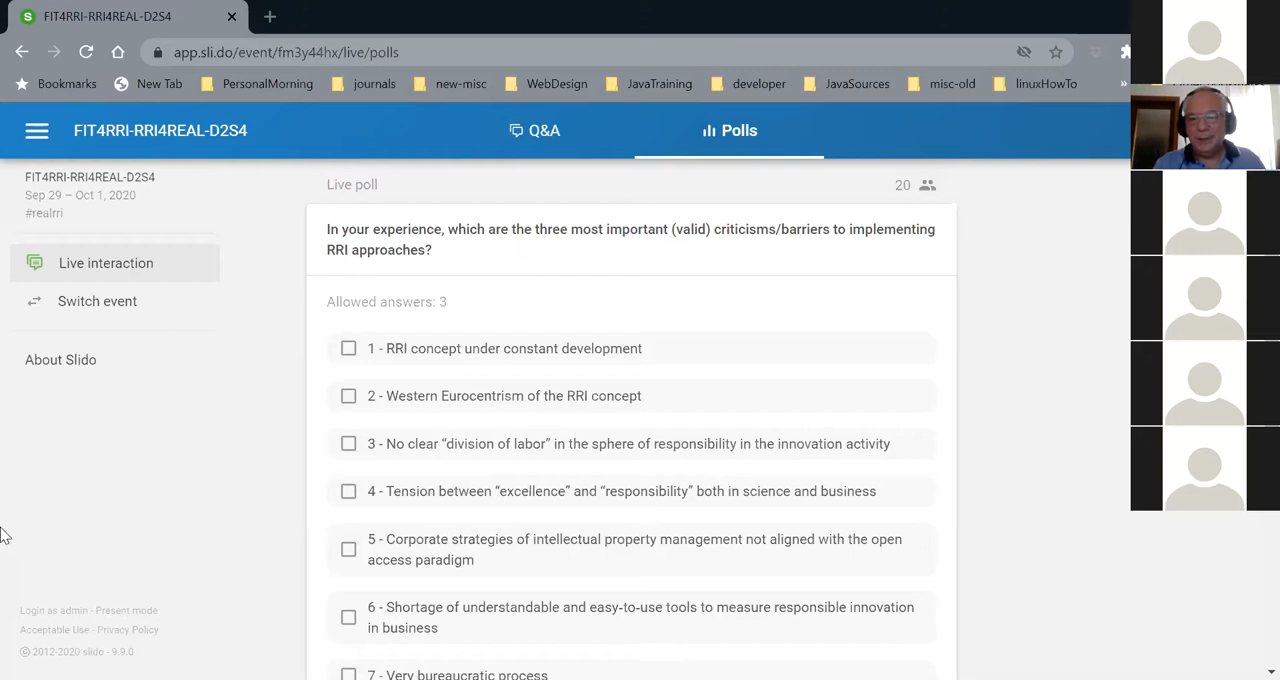 FIT4RRI-RRI4REAL-D2S4
app.sli.do/event/fm3y44hx/live/polls
Bookmarks New Tab PersonalMorning journals new-misc WebDesign JavaTraining developer JavaSources misc-old linuxHowTo »
FIT4RRI-RRI4REAL-D2S4 Q&A Polls
FIT4RRI-RRI4REAL-D2S4
Sep 29 – Oct 1, 2020
#realrri
Live interaction
Switch event
About Slido
Live poll 20
In your experience, which are the three most important (valid) criticisms/barriers to implementing
RRI approaches?
Allowed answers: 3
1 - RRI concept under constant development
2 - Western Eurocentrism of the RRI concept
3 - No clear “division of labor” in the sphere of responsibility in the innovation activity
4 - Tension between “excellence” and “responsibility” both in science and business
5 - Corporate strategies of intellectual property management not aligned with the open
access paradigm
6 - Shortage of understandable and easy-to-use tools to measure responsible innovation
in business
7 - Very bureaucratic process
Login as admin - Present mode
Acceptable Use - Privacy Policy
© 2012-2020 slido - 9.9.0